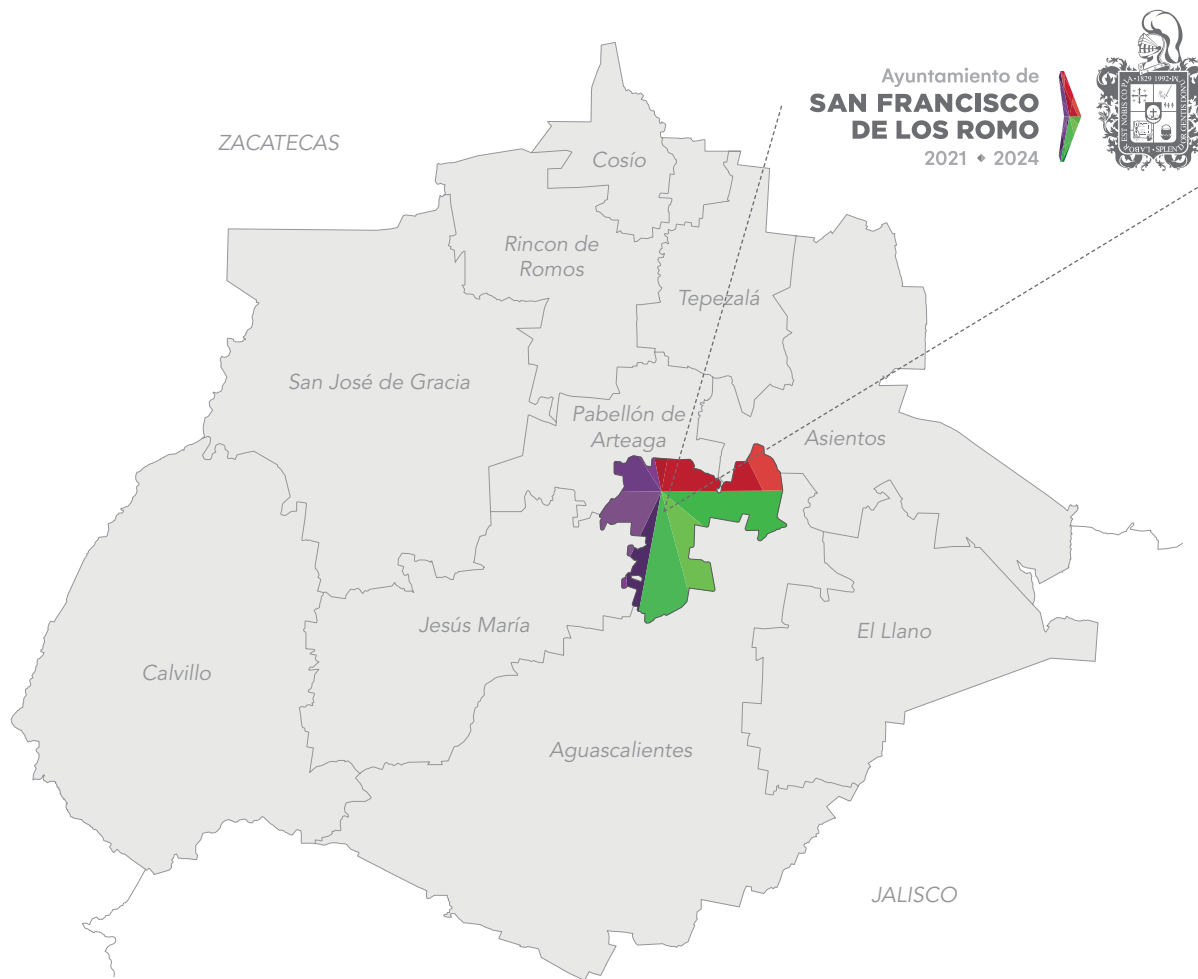 Ayuntamiento de
SAN FRANCISCO
DE LOS ROMO
2021 ◆ 2024
ZACATECAS
Cosío
Rincon de
Romos
Tepezalá
San José de Gracia
Pabellón de
Arteaga
Asientos
Jesús María
El Llano
Calvillo
Aguascalientes
JALISCO